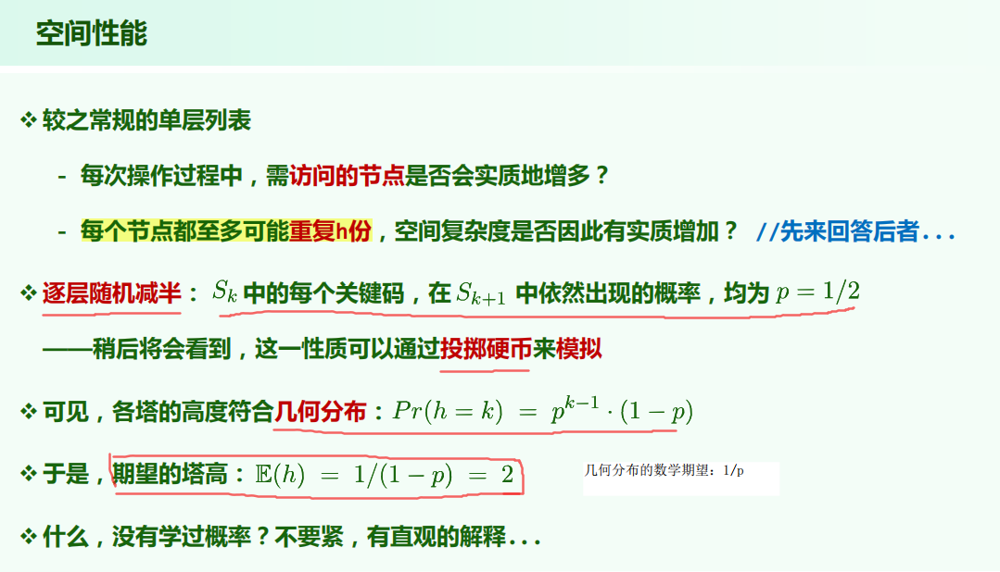 空间性能
❖ 较之常规的单层列表
- 每次操作过程中，需访问的节点是否会实质地增多？
- 每个节点都至多可能重复h份，空间复杂度是否因此有实质增加？ //先来回答后者...
❖ 逐层随机减半： S_k 中的每个关键码，在 S_{k+1} 中依然出现的概率，均为 p = 1/2
——稍后将会看到，这一性质可以通过投掷硬币来模拟
❖ 可见，各塔的高度符合几何分布： Pr(h = k) = p^{k-1} · (1 - p)
❖ 于是，期望的塔高： 𝔼(h) = 1/(1 - p) = 2
几何分布的数学期望：1/p
❖ 什么，没有学过概率？不要紧，有直观的解释...